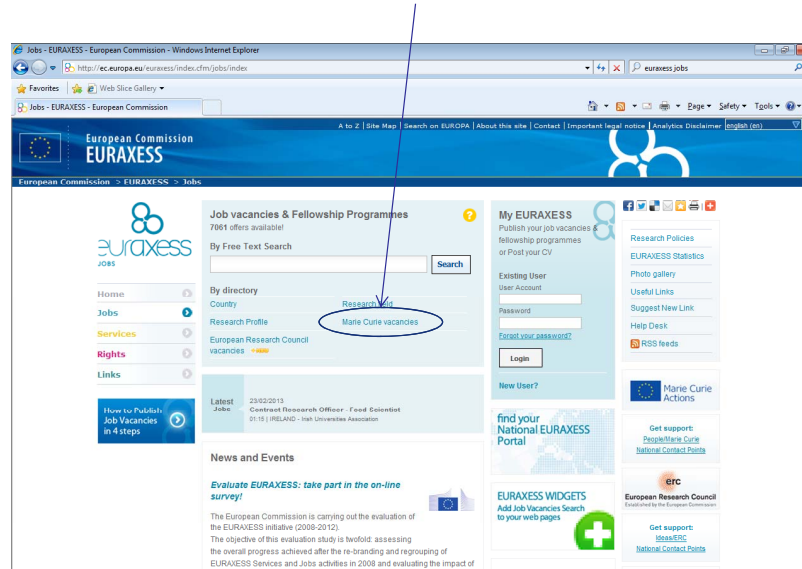 Jobs - EURAXESS - European Commission - Windows Internet Explorer
http://ec.europa.eu/euraxess/index.cfm/jobs/index
euraxess jobs
Favorites
Web Slice Gallery
Jobs - EURAXESS - European Commission
Page
Safety
Tools
A to Z | Site Map | Search on EUROPA | About this site | Contact | Important legal notice | Analytics Disclaimer
english (en)
European Commission
EURAXESS
European Commission > EURAXESS > Jobs
euraxess
JOBS
Home
Jobs
Services
Rights
Links
How to Publish
Job Vacancies
in 4 steps
Job vacancies & Fellowship Programmes
7061 offers available!
By Free Text Search
Search
By directory
Country
Research Field
Research Profile
Marie Curie vacancies
European Research Council
vacancies
Latest
Jobs
23/02/2013
Contract Research Officer - Food Scientist
01:15 | IRELAND - Irish Universities Association
News and Events
Evaluate EURAXESS: take part in the on-line
survey!
The European Commission is carrying out the evaluation of
the EURAXESS initiative (2008-2012).
The objective of this evaluation study is twofold: assessing
the overall progress achieved after the re-branding and regrouping of
EURAXESS Services and Jobs activities in 2008 and evaluating the impact of
My EURAXESS
Publish your job vacancies &
fellowship programmes
or Post your CV
Existing User
User Account
Password
Forgot your password?
Login
New User?
find your
National EURAXESS
Portal
EURAXESS WIDGETS
Add Job Vacancies Search
to your web pages
Research Policies
EURAXESS Statistics
Photo gallery
Useful Links
Suggest New Link
Help Desk
RSS feeds
Marie Curie
Actions
Get support:
People/Marie Curie
National Contact Points
erc
European Research Council
Established by the European Commission
Get support:
Ideas/ERC
National Contact Points